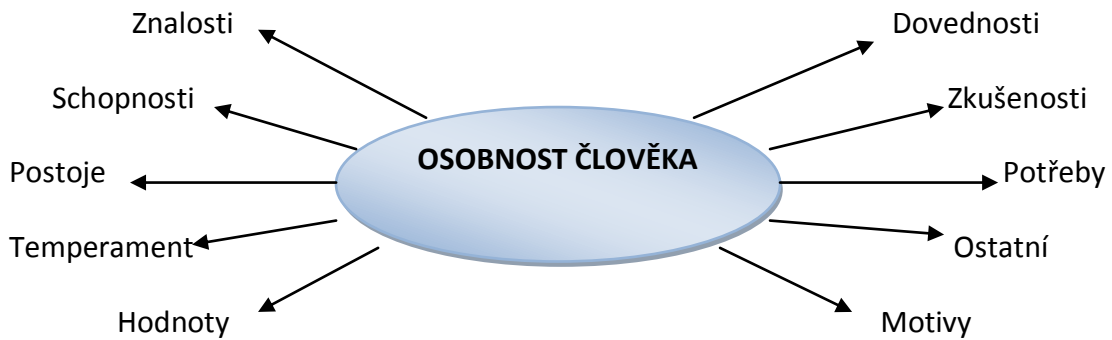 Znalosti
Dovednosti
Schopnosti
Zkušenosti
OSOBNOST ČLOVĚKA
Postoje
Potřeby
Temperament
Ostatní
Hodnoty
Motivy